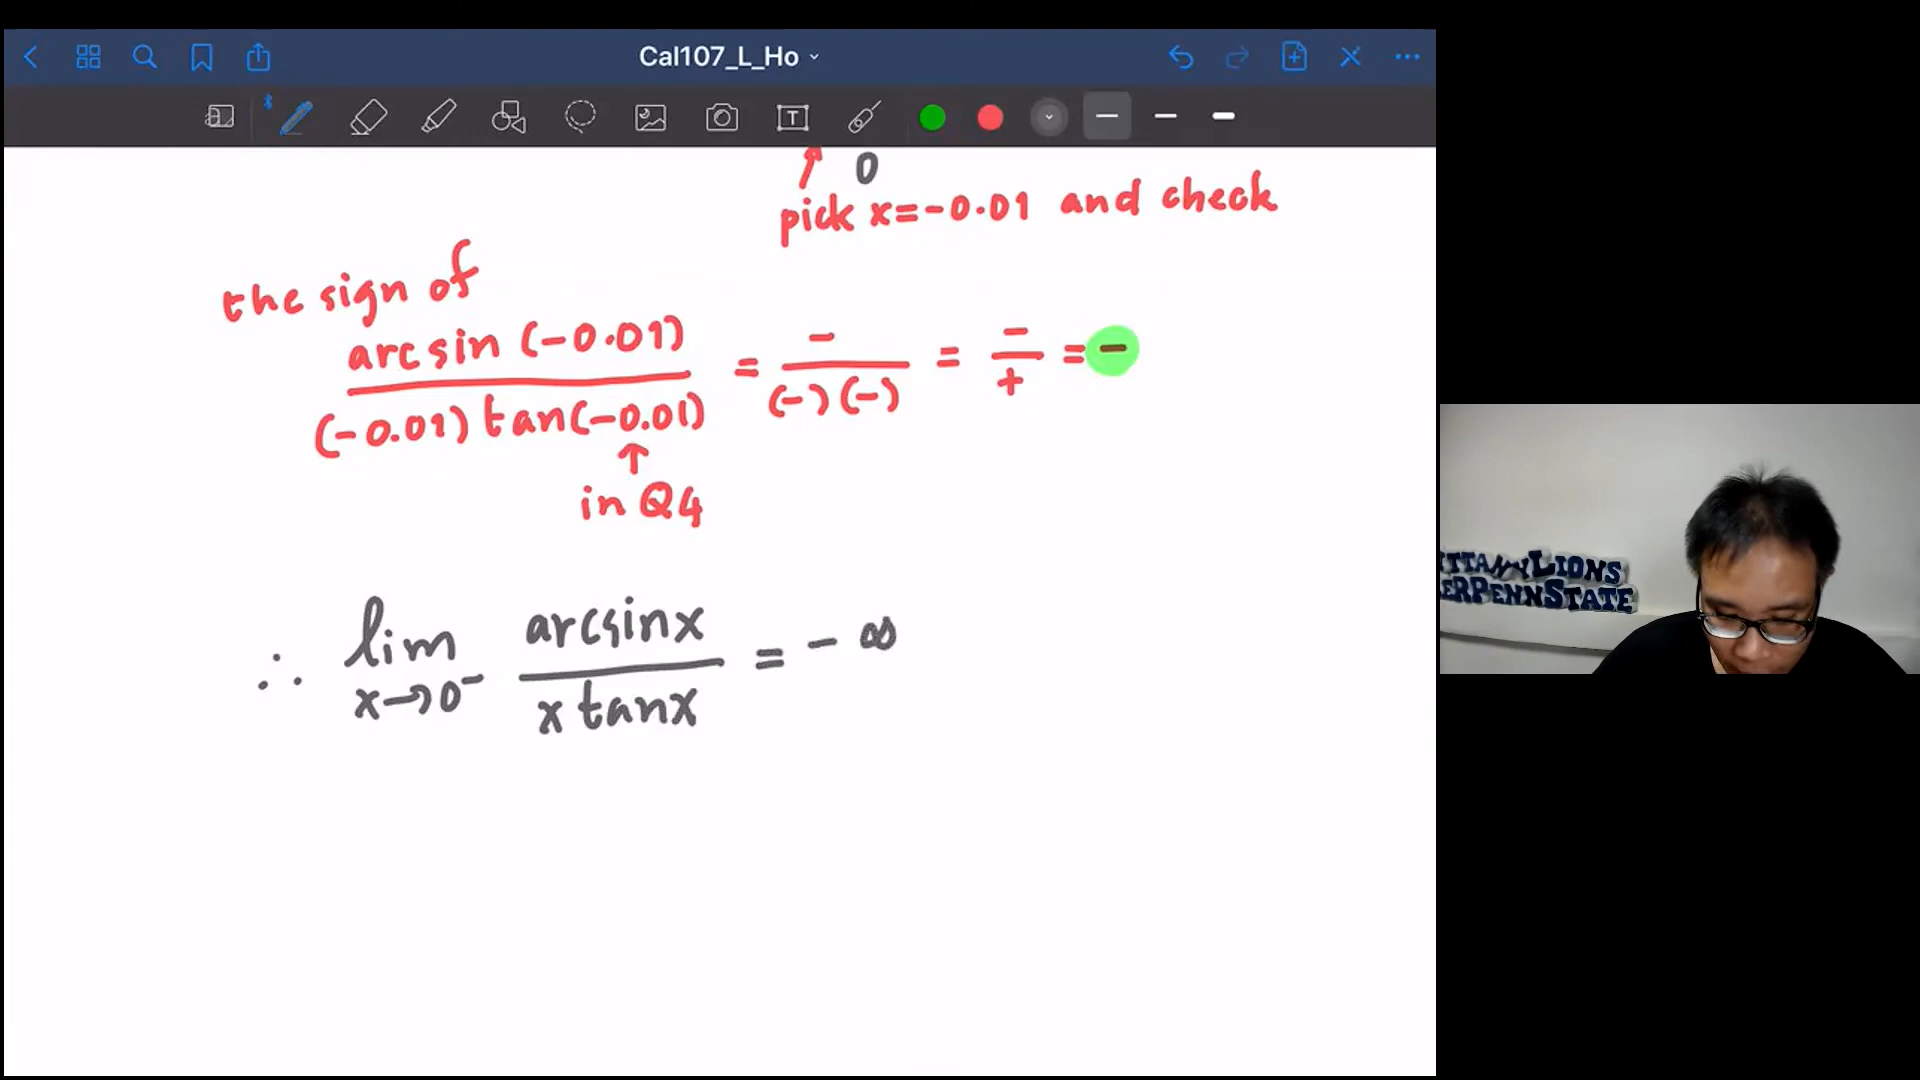 Cal107_L_Ho
T
0
pick x=-0.01 and check
the sign of
arcsin (-0.01) / (-0.01) tan(-0.01) = - / (-)(-) = - / + = -
↑
in Q4
∴ lim x→0⁻ arcsinx / x tanx = - ∞
LIONS
PENNSTATE